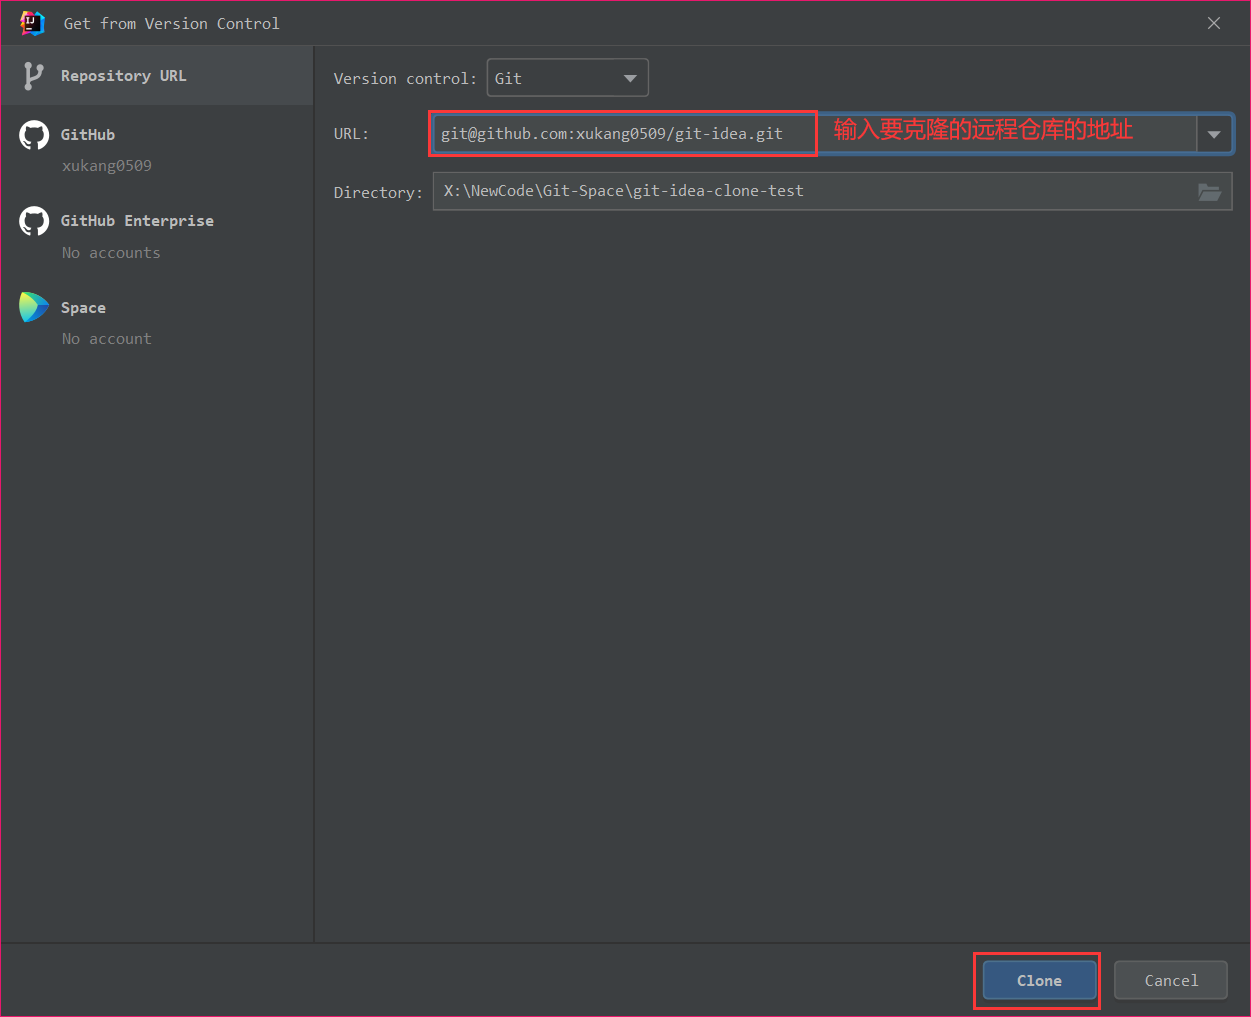 Get from Version Control
Repository URL
GitHub
xukang0509
GitHub Enterprise
No accounts
Space
No account
Version control: Git
URL: git@github.com:xukang0509/git-idea.git 输入要克隆的远程仓库的地址
Directory: X:\NewCode\Git-Space\git-idea-clone-test
Clone Cancel